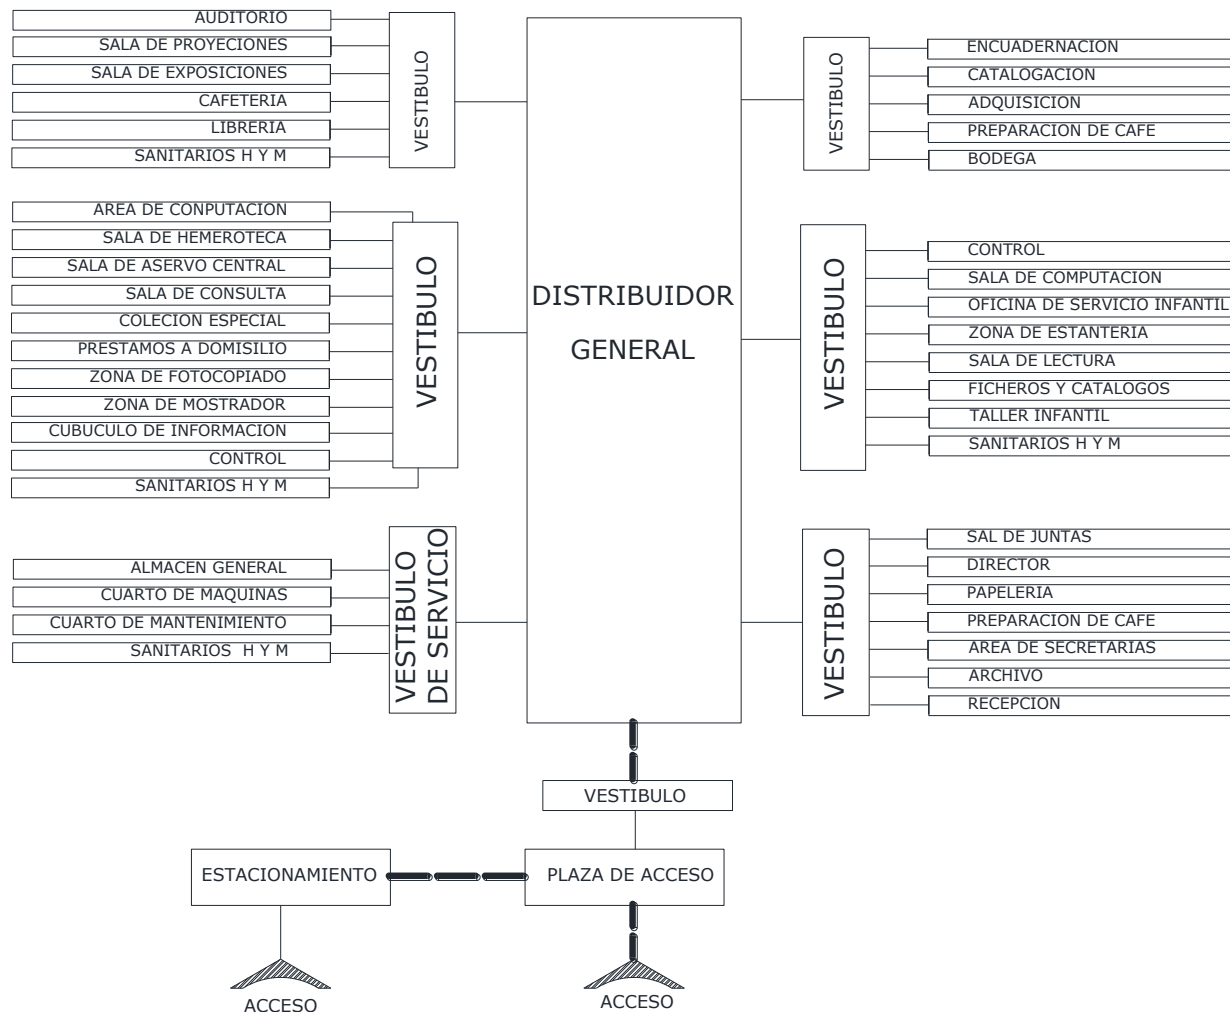 AUDITORIO
SALA DE PROYECIONES
SALA DE EXPOSICIONES
CAFETERIA
LIBRERIA
SANITARIOS H Y M
VESTIBULO
AREA DE CONPUTACION
SALA DE HEMEROTECA
SALA DE ASERVO CENTRAL
SALA DE CONSULTA
COLECION ESPECIAL
PRESTAMOS A DOMISILIO
ZONA DE FOTOCOPIADO
ZONA DE MOSTRADOR
CUBUCULO DE INFORMACION
CONTROL
SANITARIOS H Y M
VESTIBULO
ALMACEN GENERAL
CUARTO DE MAQUINAS
CUARTO DE MANTENIMIENTO
SANITARIOS H Y M
VESTIBULO
DE SERVICIO
DISTRIBUIDOR
GENERAL
VESTIBULO
ENCUADERNACION
CATALOGACION
ADQUISICION
PREPARACION DE CAFE
BODEGA
VESTIBULO
CONTROL
SALA DE COMPUTACION
OFICINA DE SERVICIO INFANTIL
ZONA DE ESTANTERIA
SALA DE LECTURA
FICHEROS Y CATALOGOS
TALLER INFANTIL
SANITARIOS H Y M
VESTIBULO
SAL DE JUNTAS
DIRECTOR
PAPELERIA
PREPARACION DE CAFE
AREA DE SECRETARIAS
ARCHIVO
RECEPCION
VESTIBULO
ESTACIONAMIENTO
PLAZA DE ACCESO
ACCESO
ACCESO